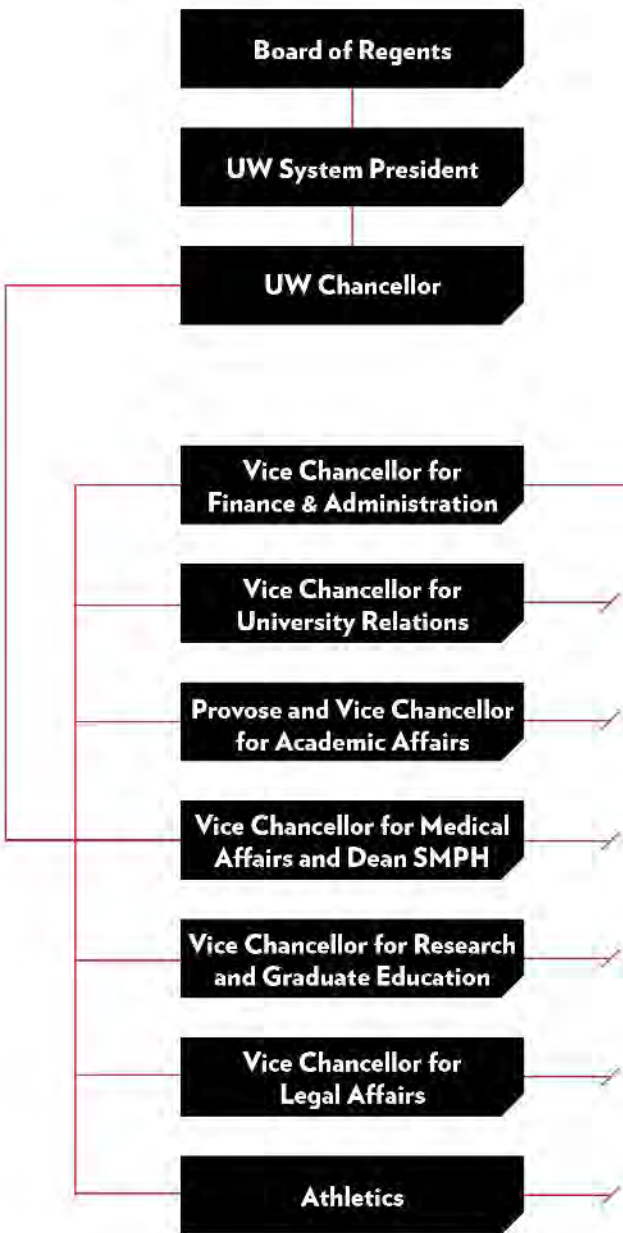 Board of Regents
UW System President
UW Chancellor
Vice Chancellor for
Finance & Administration
Vice Chancellor for
University Relations
Provose and Vice Chancellor
for Academic Affairs
Vice Chancellor for Medical
Affairs and Dean SMPH
Vice Chancellor for Research
and Graduate Education
Vice Chancellor for
Legal Affairs
Athletics